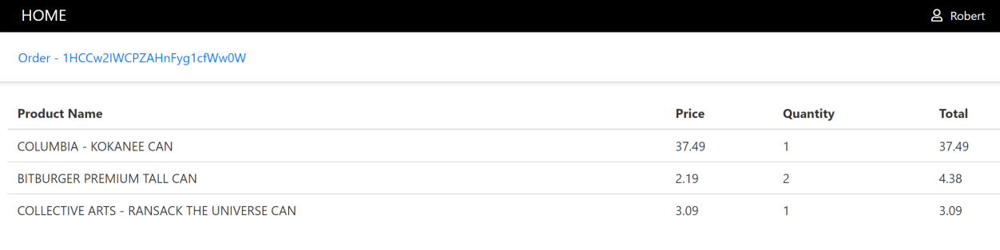 HOME Robert
Order - 1HCCw2IWCPZAHnFyg1cfWw0W
Product Name Price Quantity Total
COLUMBIA - KOKANEE CAN 37.49 1 37.49
BITBURGER PREMIUM TALL CAN 2.19 2 4.38
COLLECTIVE ARTS - RANSACK THE UNIVERSE CAN 3.09 1 3.09